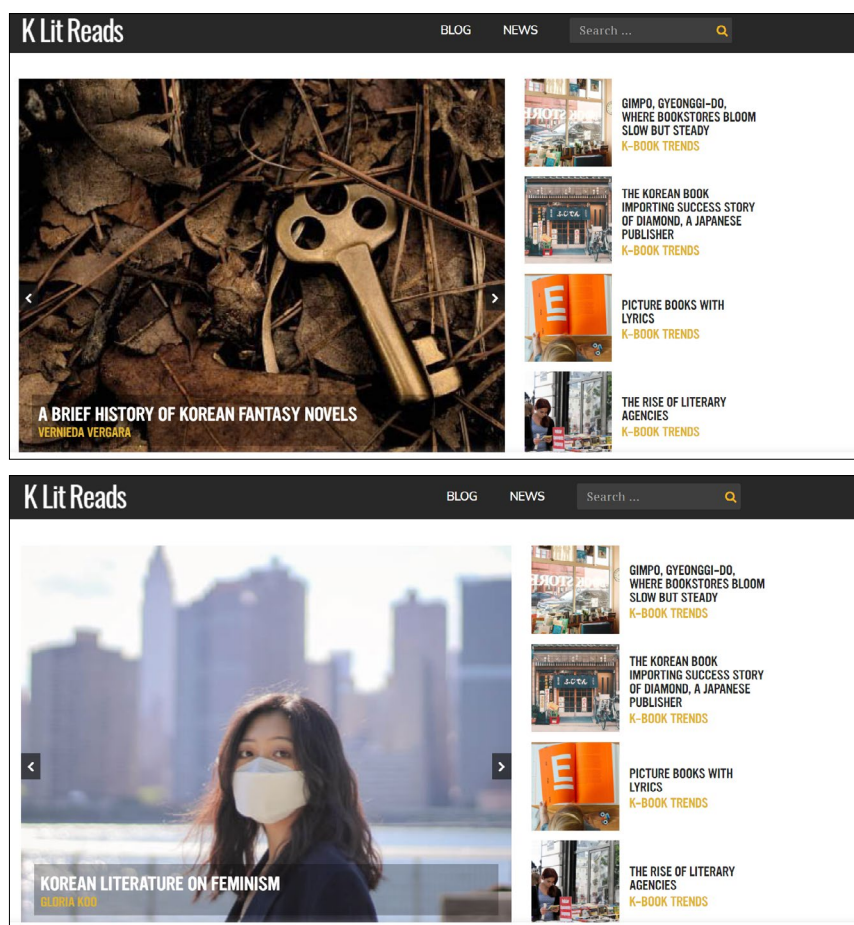 K Lit Reads
BLOG NEWS Search ...
A BRIEF HISTORY OF KOREAN FANTASY NOVELS
VERNIEDA VERGARA
GIMPO, GYEONGGI-DO,
WHERE BOOKSTORES BLOOM
SLOW BUT STEADY
K-BOOK TRENDS
THE KOREAN BOOK
IMPORTING SUCCESS STORY
OF DIAMOND, A JAPANESE
PUBLISHER
K-BOOK TRENDS
PICTURE BOOKS WITH
LYRICS
K-BOOK TRENDS
THE RISE OF LITERARY
AGENCIES
K-BOOK TRENDS
K Lit Reads
BLOG NEWS Search ...
KOREAN LITERATURE ON FEMINISM
GLORIA KOO
GIMPO, GYEONGGI-DO,
WHERE BOOKSTORES BLOOM
SLOW BUT STEADY
K-BOOK TRENDS
THE KOREAN BOOK
IMPORTING SUCCESS STORY
OF DIAMOND, A JAPANESE
PUBLISHER
K-BOOK TRENDS
PICTURE BOOKS WITH
LYRICS
K-BOOK TRENDS
THE RISE OF LITERARY
AGENCIES
K-BOOK TRENDS